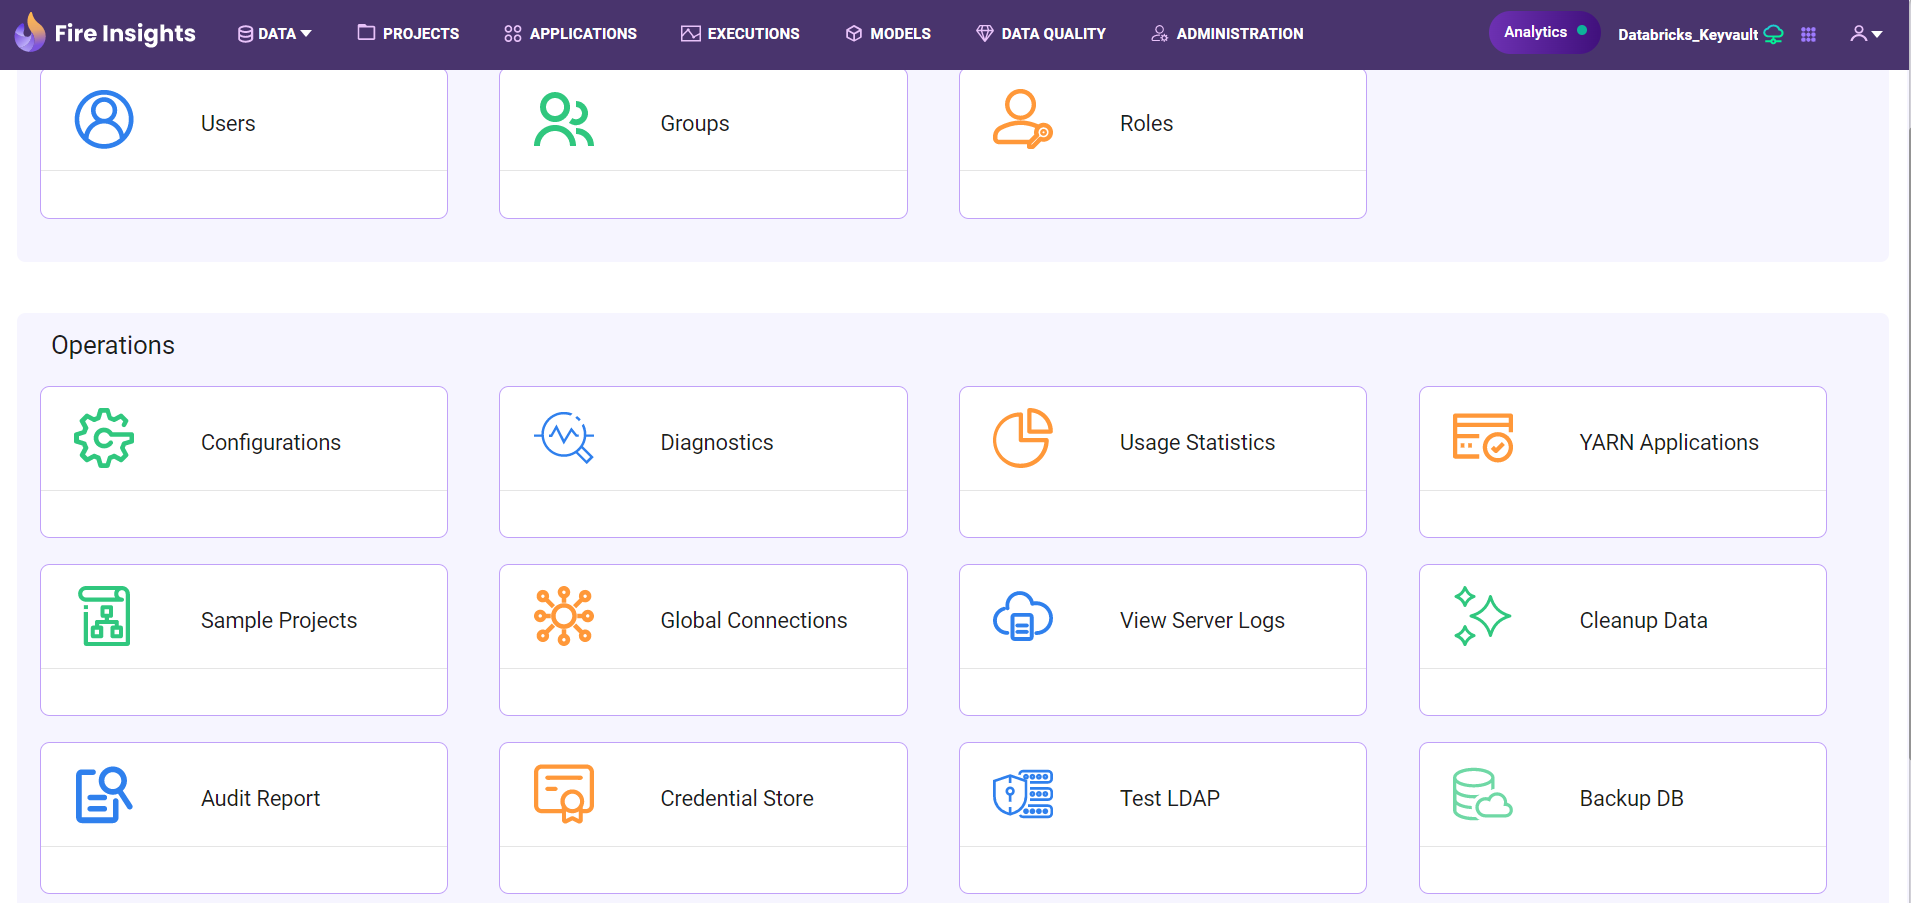 Fire Insights DATA PROJECTS APPLICATIONS EXECUTIONS MODELS DATA QUALITY ADMINISTRATION Analytics Databricks_Keyvault
Users Groups Roles
Operations
Configurations Diagnostics Usage Statistics YARN Applications
Sample Projects Global Connections View Server Logs Cleanup Data
Audit Report Credential Store Test LDAP Backup DB